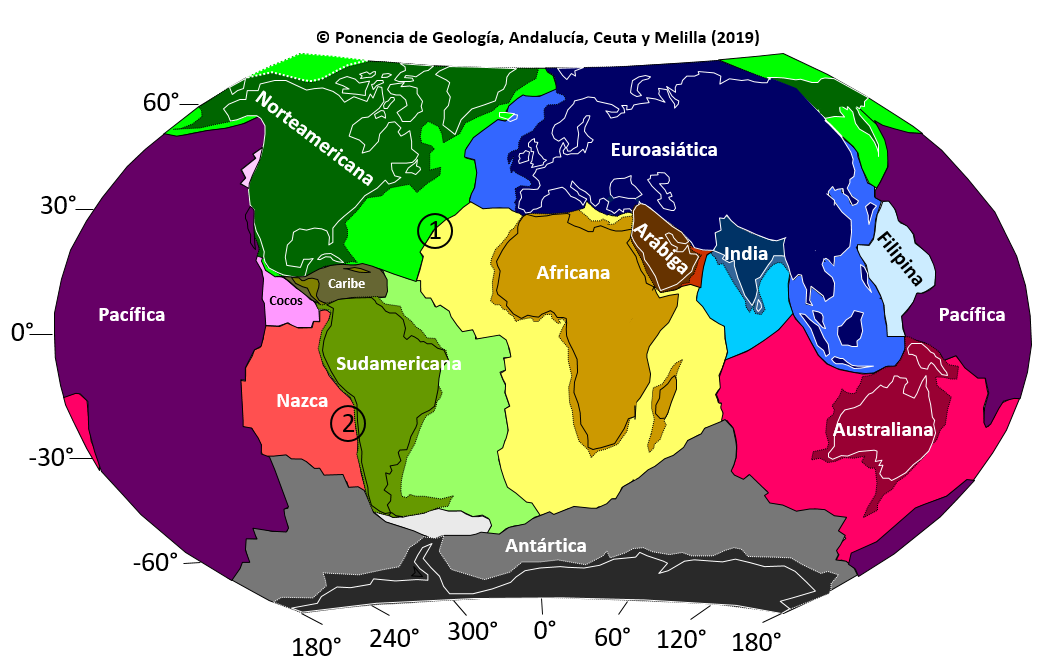 © Ponencia de Geología, Andalucía, Ceuta y Melilla (2019)
60°
Norteamericana
Euroasiática
30°
1
Arábiga
India
Filipina
Africana
Caribe
Cocos
Pacífica
Pacífica
0°
Sudamericana
Nazca
2
Australiana
-30°
Antártica
-60°
180°
240°
300°
0°
60°
120°
180°